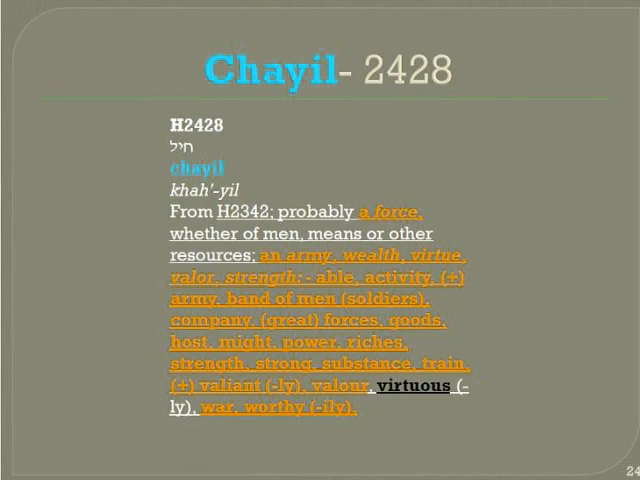 Chayil- 2428
H2428
חיל
chayil
khah'-yil
From H2342; probably a force,
whether of men, means or other
resources; an army, wealth, virtue,
valor, strength: - able, activity, (+)
army, band of men (soldiers),
company, (great) forces, goods,
host, might, power, riches,
strength, strong, substance, train,
(+) valiant (-ly), valour, virtuous (-
ly), war, worthy (-ily).
24